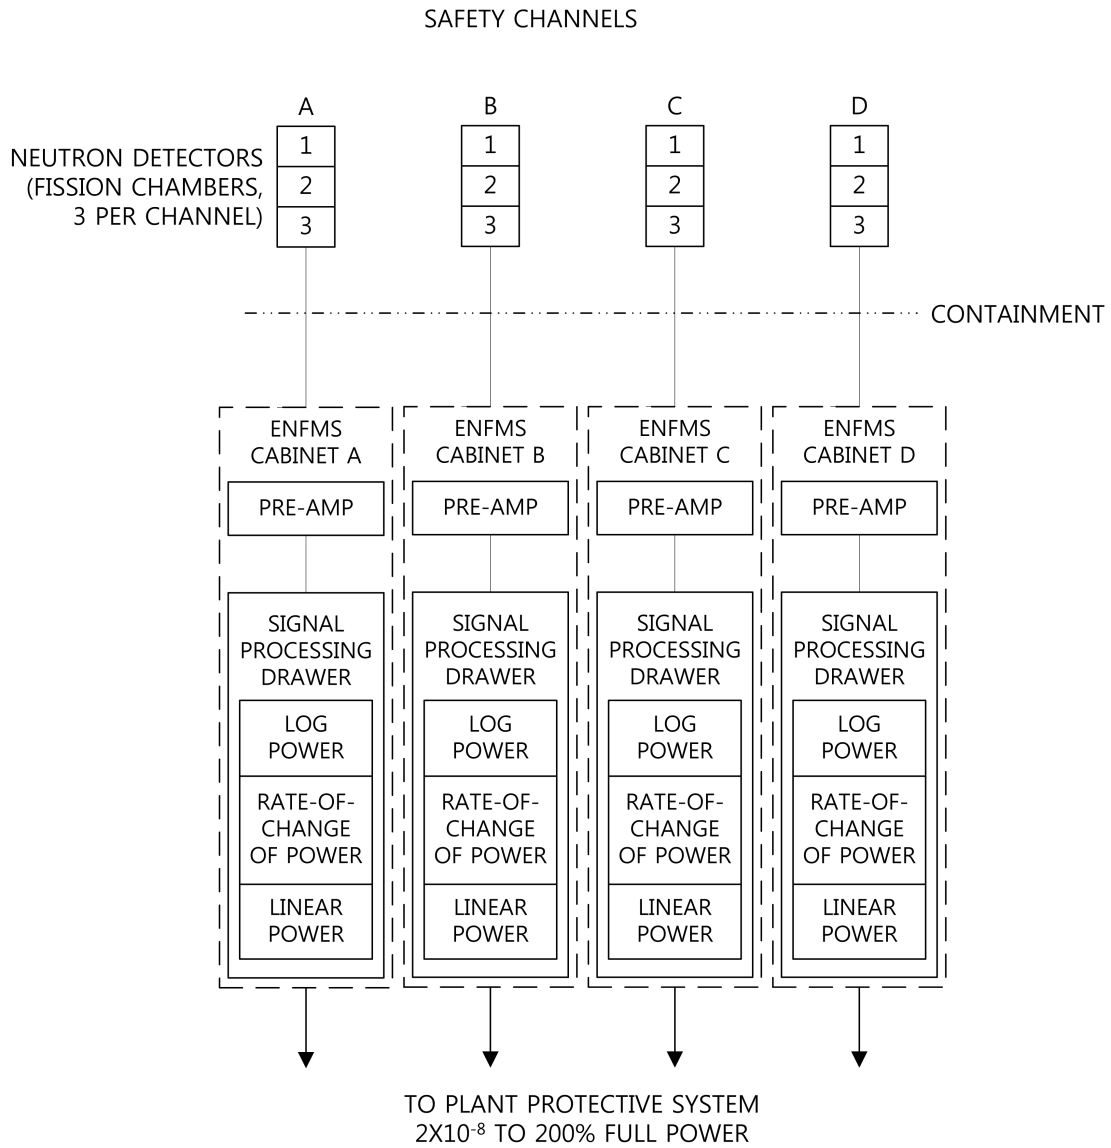 SAFETY CHANNELS
A B C D
NEUTRON DETECTORS
(FISSION CHAMBERS,
3 PER CHANNEL)
1 1 1 1
2 2 2 2
3 3 3 3
CONTAINMENT
ENFMS
CABINET A
PRE-AMP
SIGNAL
PROCESSING
DRAWER
LOG
POWER
RATE-OF-
CHANGE
OF POWER
LINEAR
POWER
ENFMS
CABINET B
PRE-AMP
SIGNAL
PROCESSING
DRAWER
LOG
POWER
RATE-OF-
CHANGE
OF POWER
LINEAR
POWER
ENFMS
CABINET C
PRE-AMP
SIGNAL
PROCESSING
DRAWER
LOG
POWER
RATE-OF-
CHANGE
OF POWER
LINEAR
POWER
ENFMS
CABINET D
PRE-AMP
SIGNAL
PROCESSING
DRAWER
LOG
POWER
RATE-OF-
CHANGE
OF POWER
LINEAR
POWER
TO PLANT PROTECTIVE SYSTEM
2X10⁻⁸ TO 200% FULL POWER